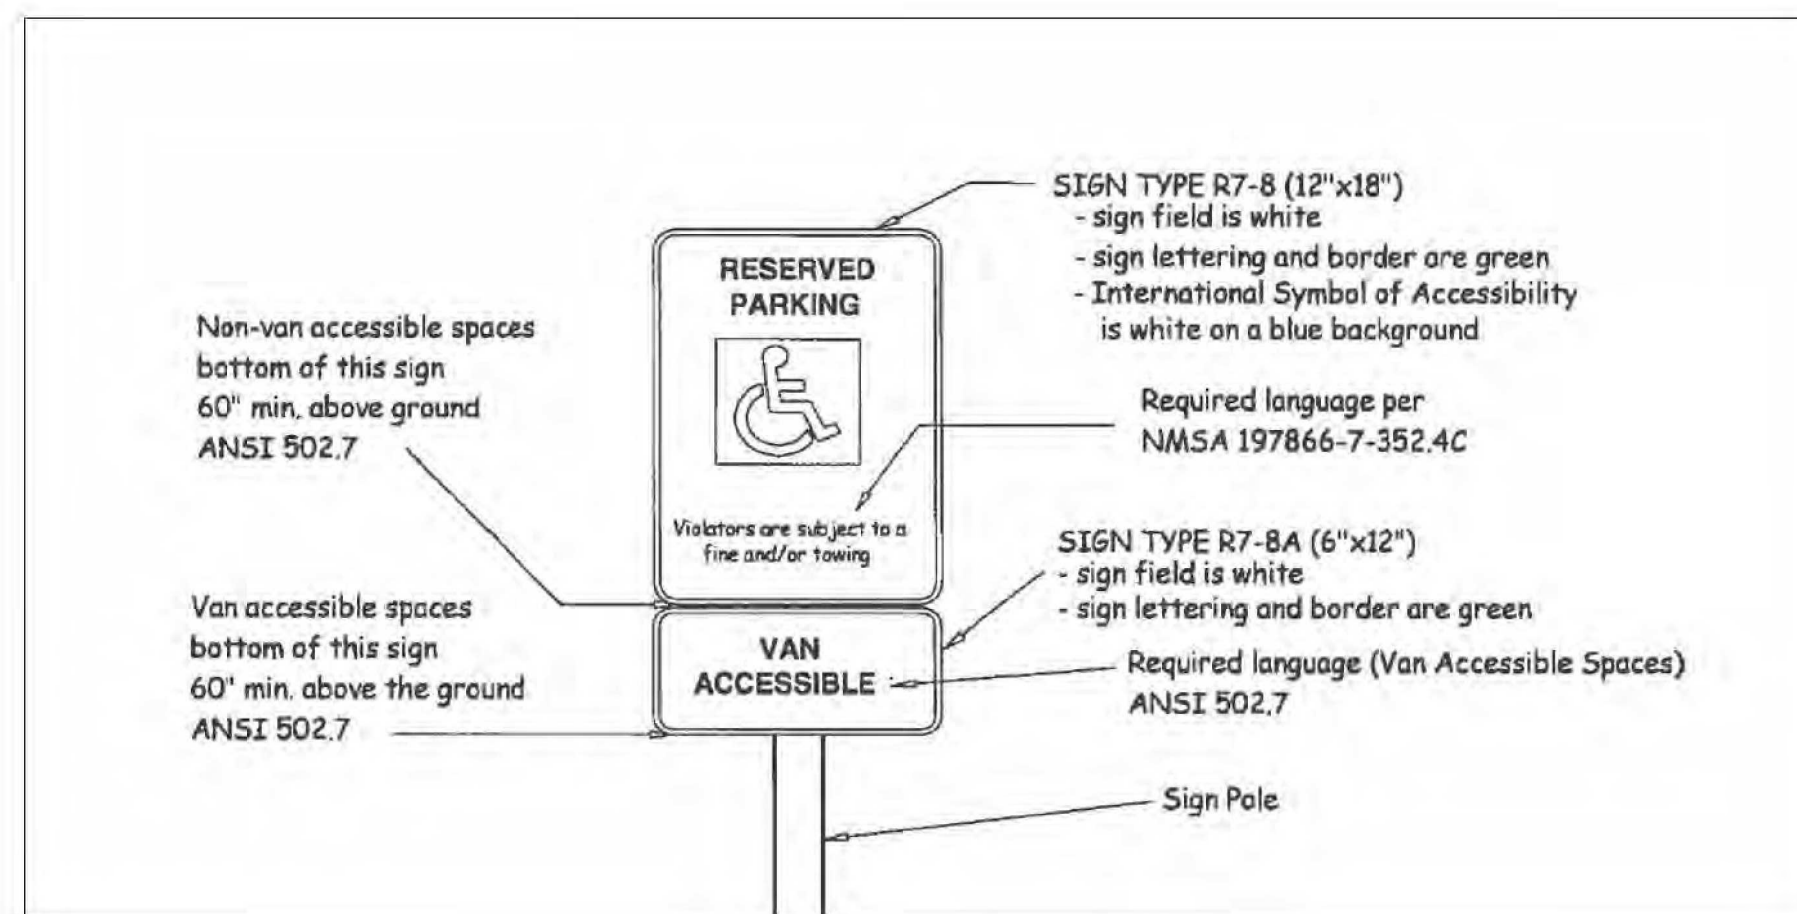 SIGN TYPE R7-8 (12"x18")
- sign field is white
- sign lettering and border are green
- International Symbol of Accessibility
is white on a blue background
RESERVED
PARKING
Non-van accessible spaces
bottom of this sign
60" min. above ground
ANSI 502.7
Required language per
NMSA 197866-7-352.4C
Violators are subject to a
fine and/or towing
SIGN TYPE R7-8A (6"x12")
- sign field is white
- sign lettering and border are green
Van accessible spaces
bottom of this sign
60" min. above the ground
ANSI 502.7
VAN
ACCESSIBLE
Required language (Van Accessible Spaces)
ANSI 502.7
Sign Pole